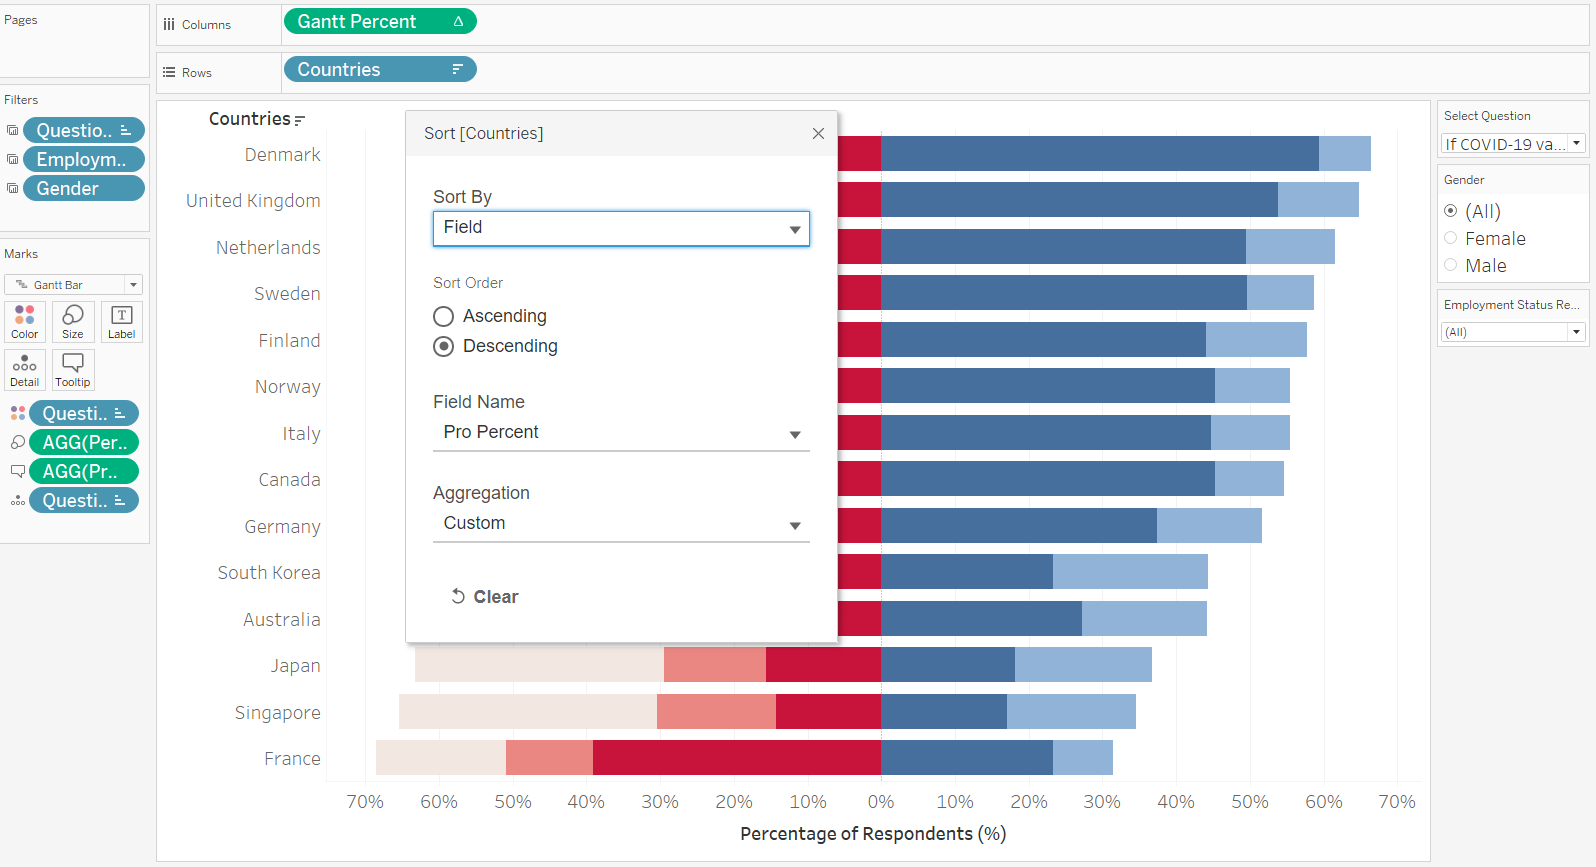 Pages
Columns
Gantt Percent
Rows
Countries
Filters
Questio..
Employm..
Gender
Marks
Gantt Bar
Color
Size
Label
Detail
Tooltip
Questi..
AGG(Per..
AGG(Pr..
Questi..
Countries
Denmark
United Kingdom
Netherlands
Sweden
Finland
Norway
Italy
Canada
Germany
South Korea
Australia
Japan
Singapore
France
70% 60% 50% 40% 30% 20% 10% 0% 10% 20% 30% 40% 50% 60% 70%
Percentage of Respondents (%)
Sort [Countries]
Sort By
Field
Sort Order
Ascending
Descending
Field Name
Pro Percent
Aggregation
Custom
Clear
Select Question
If COVID-19 va...
Gender
(All)
Female
Male
Employment Status Re...
(All)